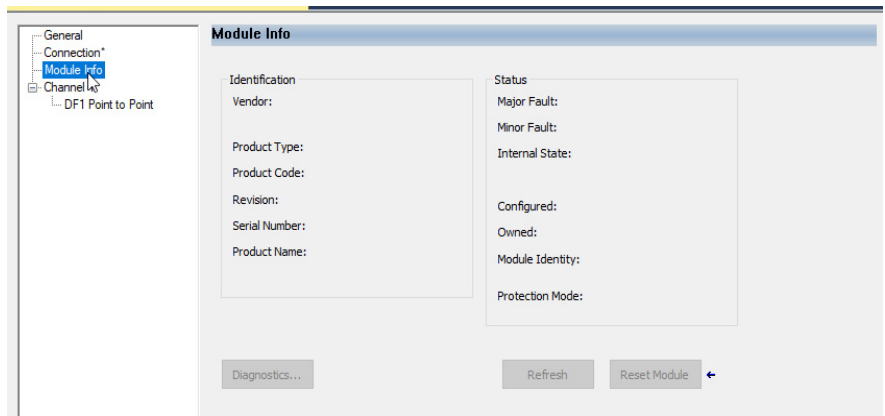 General
Connection*
Module Info
Channel
DF1 Point to Point
Module Info
Identification
Vendor:
Product Type:
Product Code:
Revision:
Serial Number:
Product Name:
Status
Major Fault:
Minor Fault:
Internal State:
Configured:
Owned:
Module Identity:
Protection Mode:
Diagnostics...
Refresh
Reset Module